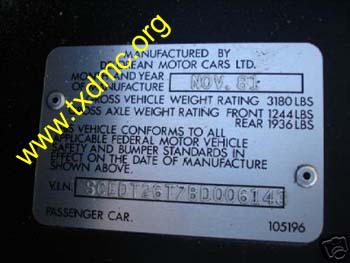 MANUFACTURED BY
DELOREAN MOTOR CARS LTD.
MONTH AND YEAR
OF MANUFACTURE NOV. 81
GROSS VEHICLE WEIGHT RATING 3180 LBS
GROSS AXLE WEIGHT RATING FRONT 1244 LBS
REAR 1936 LBS
THIS VEHICLE CONFORMS TO ALL
APPLICABLE FEDERAL MOTOR VEHICLE
SAFETY AND BUMPER STANDARDS IN
EFFECT ON THE DATE OF MANUFACTURE
SHOWN ABOVE.
V.I.N. SCEDT26T7BD006143
PASSENGER CAR.
105196
www.txdmc.org